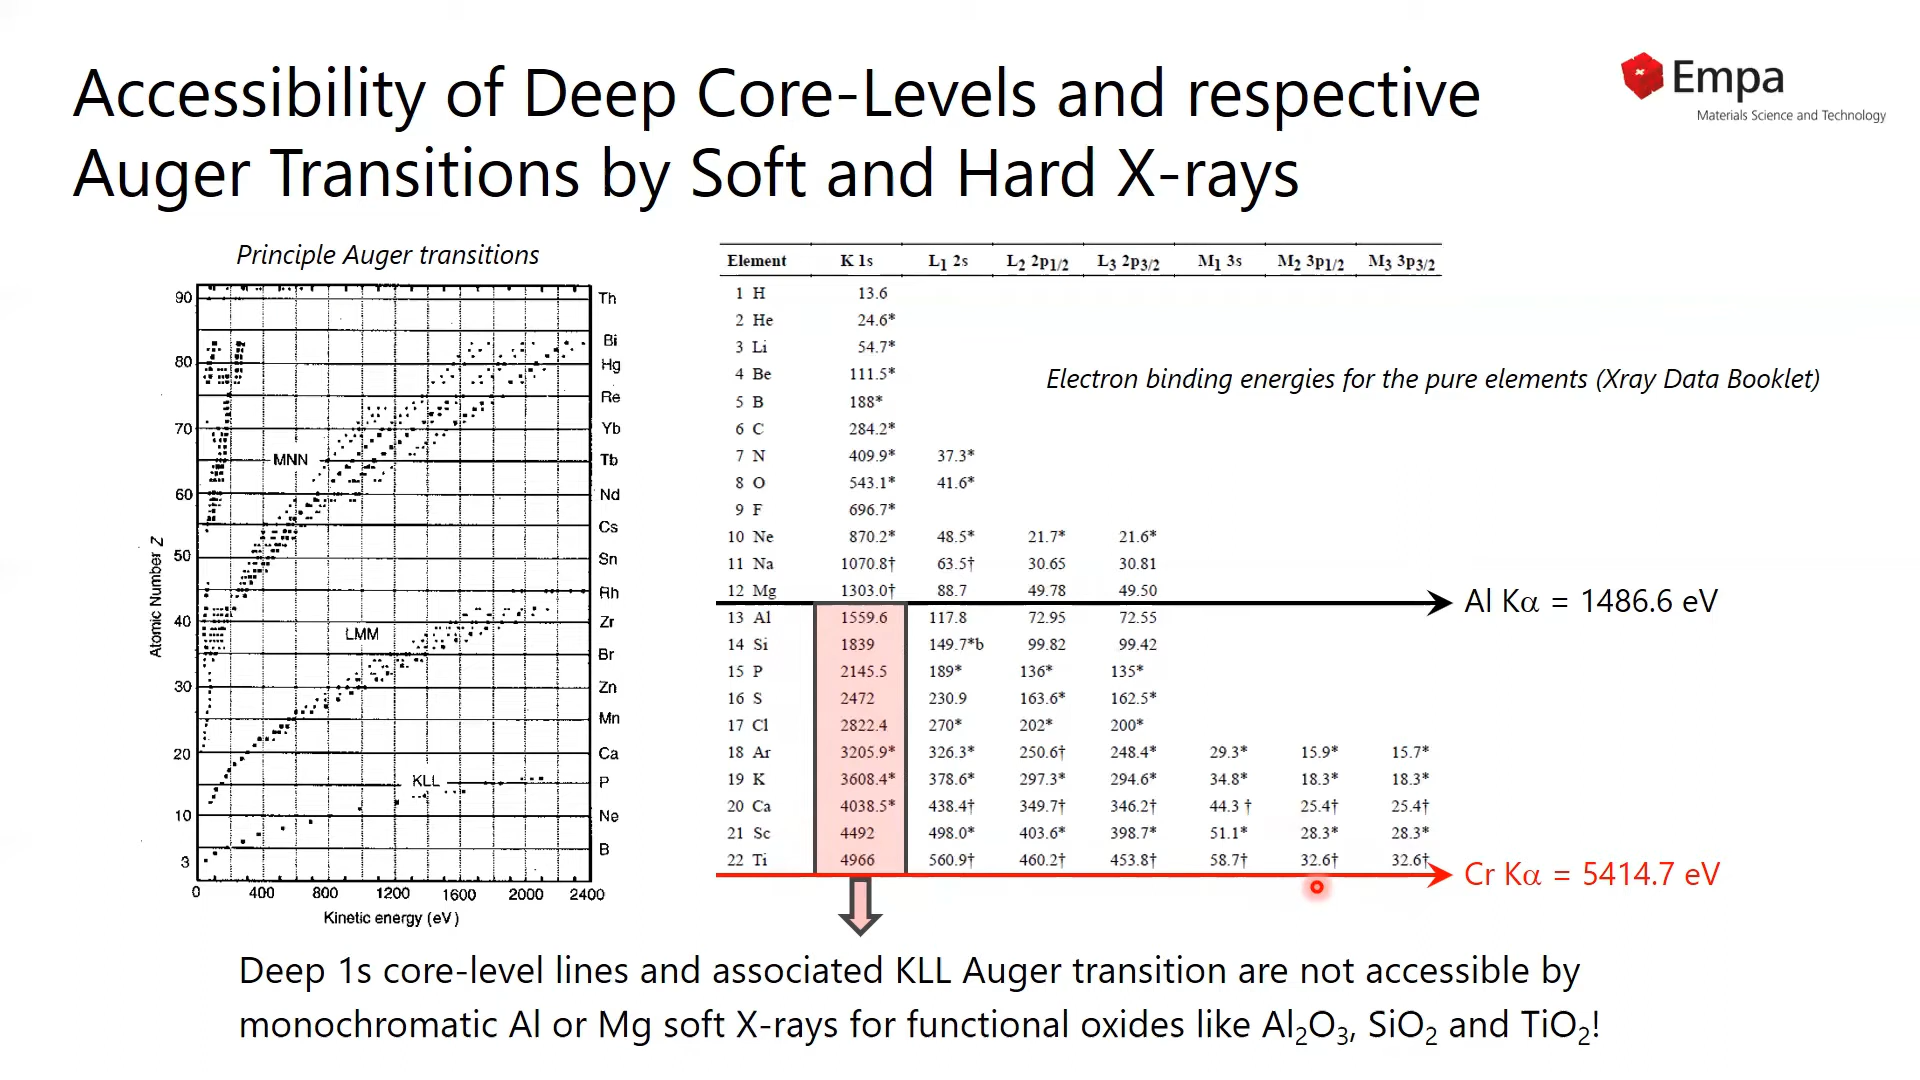 Accessibility of Deep Core-Levels and respective
Auger Transitions by Soft and Hard X-rays
Empa
Materials Science and Technology
Principle Auger transitions
90
80
70
60
50
40
30
20
10
3
Atomic Number Z
Th
Bi
Hg
Re
Yb
Tb
Nd
Cs
Sn
Rh
Zr
Br
Zn
Mn
Ca
P
Ne
B
MNN
LMM
KLL
0 400 800 1200 1600 2000 2400
Kinetic energy (eV)
Element K 1s L1 2s L2 2p1/2 L3 2p3/2 M1 3s M2 3p1/2 M3 3p3/2
1 H 13.6
2 He 24.6*
3 Li 54.7*
4 Be 111.5*
5 B 188*
6 C 284.2*
7 N 409.9* 37.3*
8 O 543.1* 41.6*
9 F 696.7*
10 Ne 870.2* 48.5* 21.7* 21.6*
11 Na 1070.8† 63.5† 30.65 30.81
12 Mg 1303.0† 88.7 49.78 49.50
13 Al 1559.6 117.8 72.95 72.55
14 Si 1839 149.7*b 99.82 99.42
15 P 2145.5 189* 136* 135*
16 S 2472 230.9 163.6* 162.5*
17 Cl 2822.4 270* 202* 200*
18 Ar 3205.9* 326.3* 250.6† 248.4* 29.3* 15.9* 15.7*
19 K 3608.4* 378.6* 297.3* 294.6* 34.8* 18.3* 18.3*
20 Ca 4038.5* 438.4† 349.7† 346.2† 44.3 † 25.4† 25.4†
21 Sc 4492 498.0* 403.6* 398.7* 51.1* 28.3* 28.3*
22 Ti 4966 560.9† 460.2† 453.8† 58.7† 32.6† 32.6†
Electron binding energies for the pure elements (Xray Data Booklet)
Al Kα = 1486.6 eV
Cr Kα = 5414.7 eV
Deep 1s core-level lines and associated KLL Auger transition are not accessible by
monochromatic Al or Mg soft X-rays for functional oxides like Al₂O₃, SiO₂ and TiO₂!